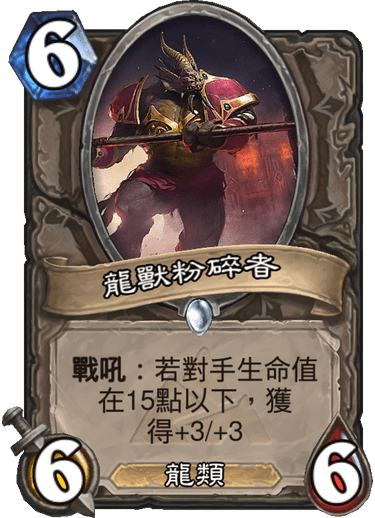 6
龍獸粉碎者
戰吼：若對手生命值
在15點以下，獲
得+3/+3
6
龍類
6